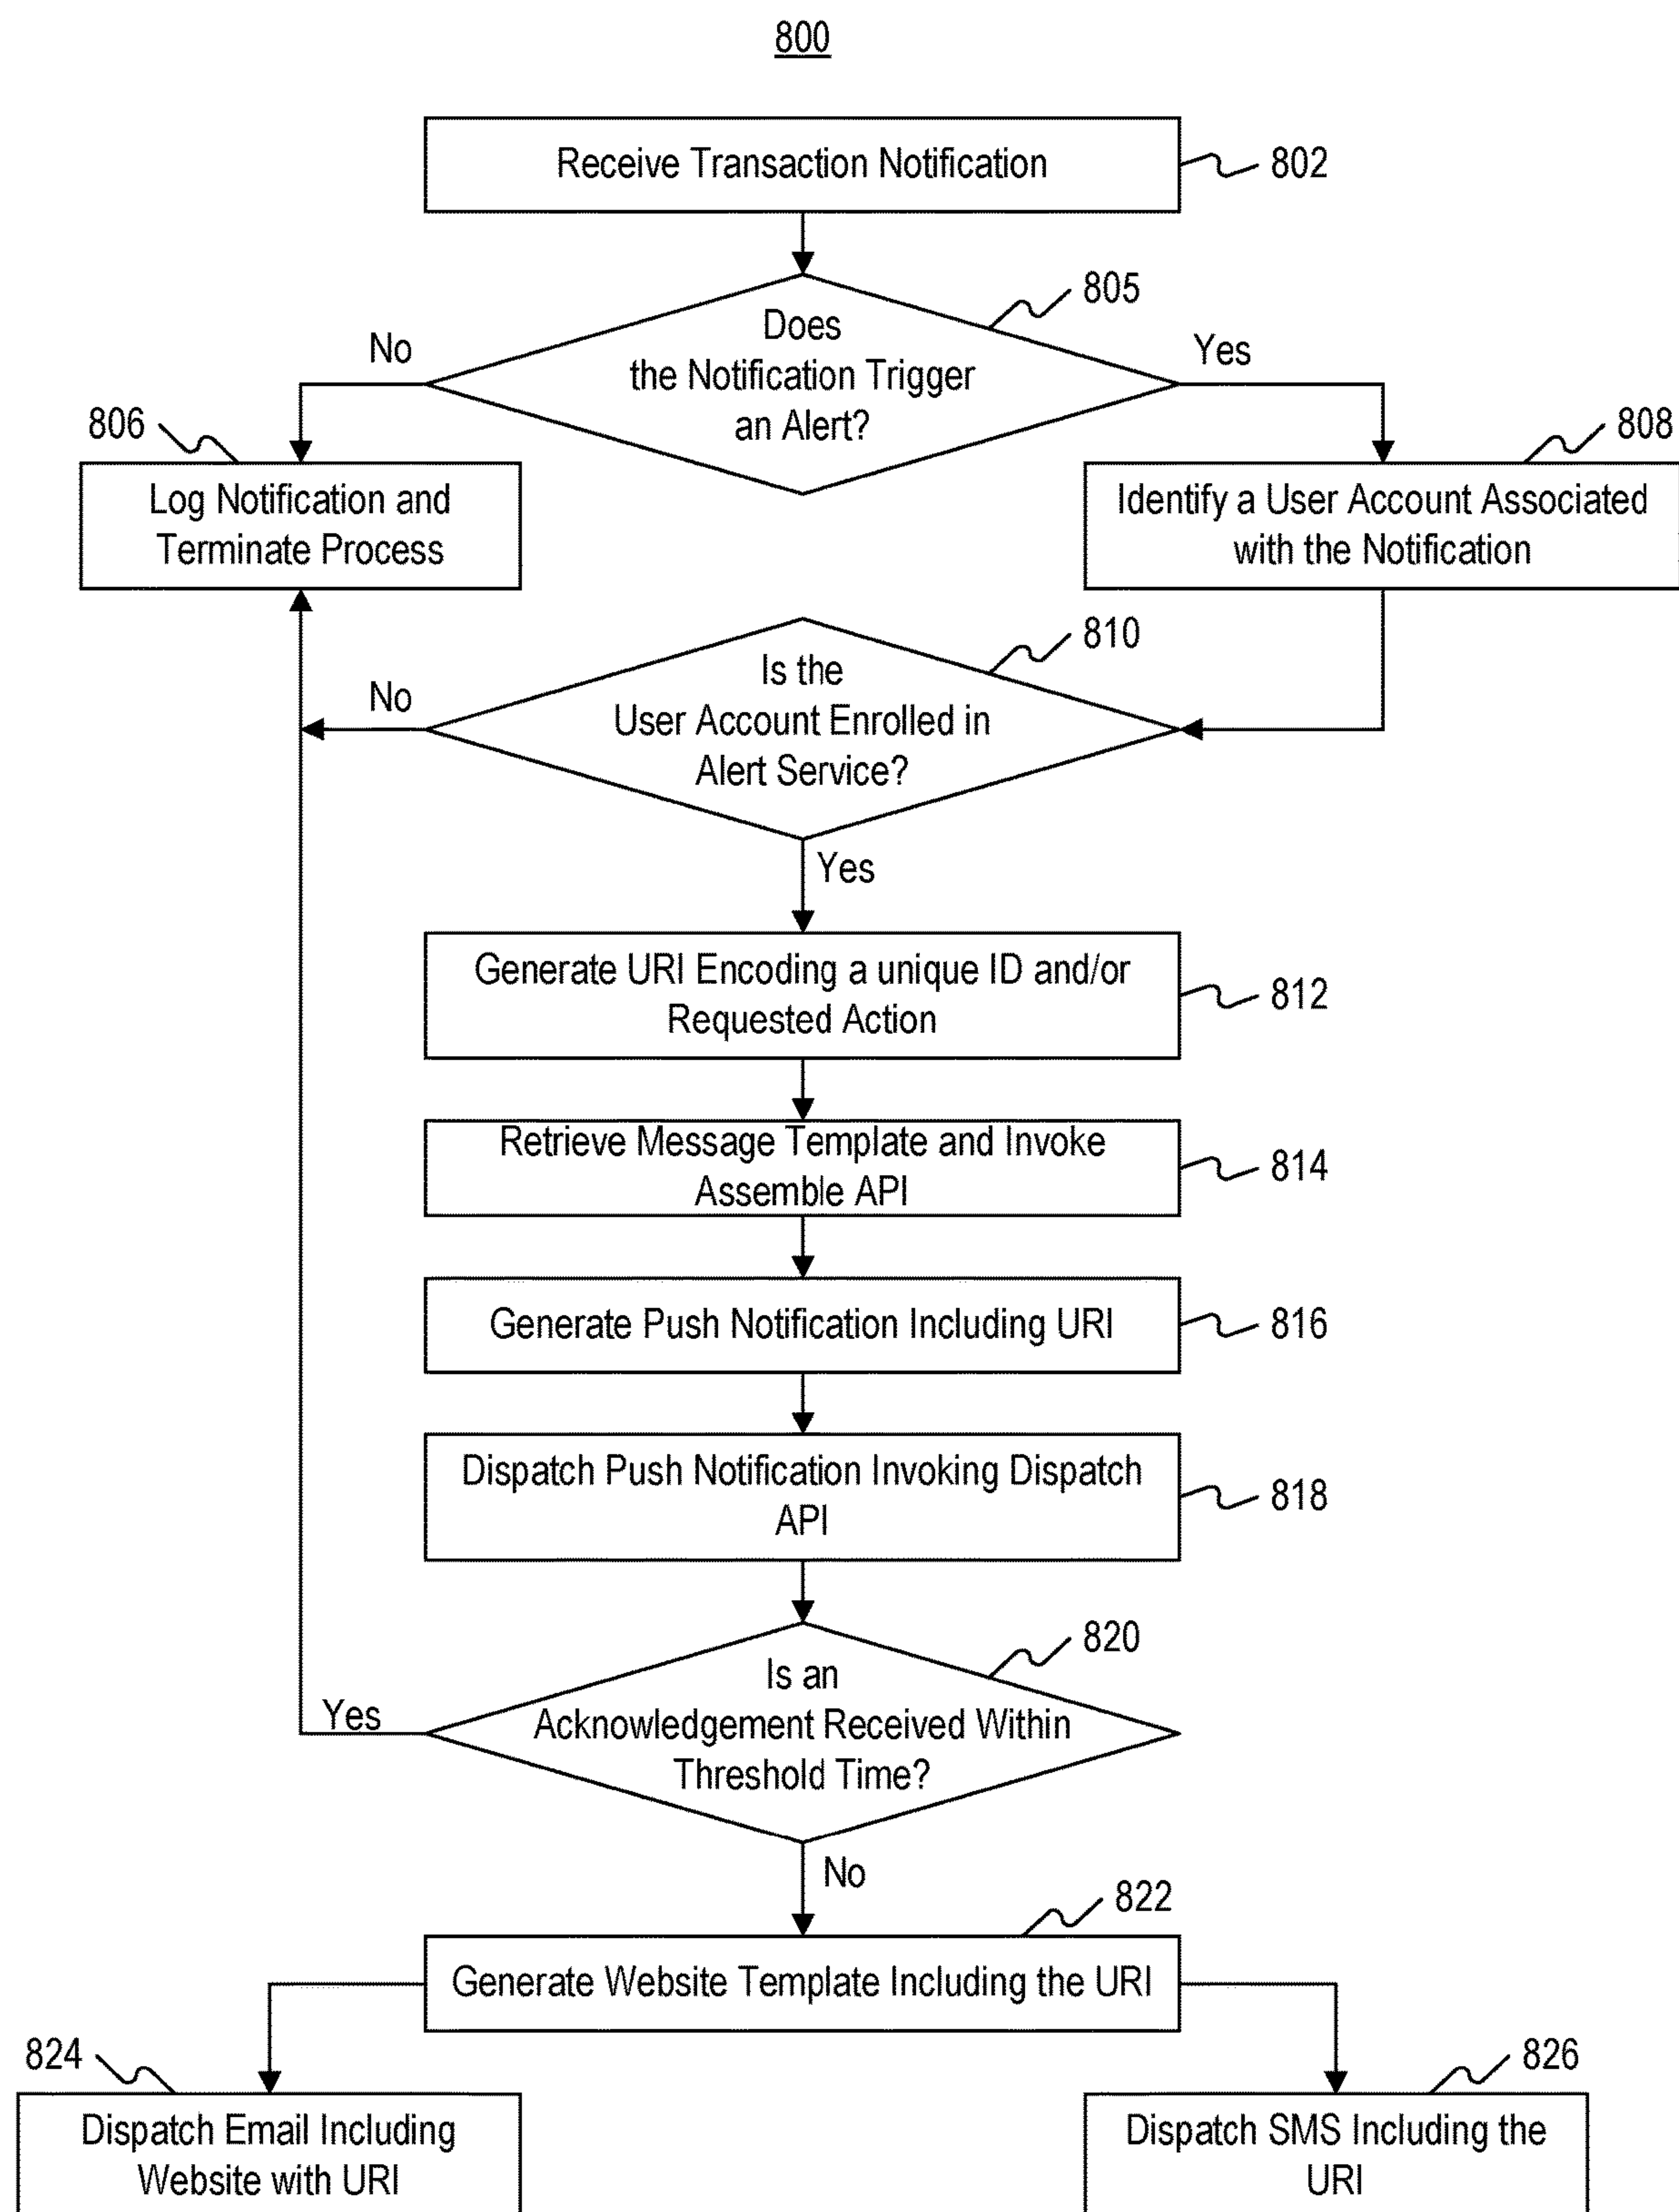 800
Receive Transaction Notification
802
805
Does
the Notification Trigger
an Alert?
No
Yes
806
808
Log Notification and
Terminate Process
Identify a User Account Associated
with the Notification
810
Is the
User Account Enrolled in
Alert Service?
No
Yes
Generate URI Encoding a unique ID and/or
Requested Action
812
Retrieve Message Template and Invoke
Assemble API
814
Generate Push Notification Including URI
816
Dispatch Push Notification Invoking Dispatch
API
818
820
Is an
Acknowledgement Received Within
Threshold Time?
Yes
No
822
Generate Website Template Including the URI
824
826
Dispatch Email Including
Website with URI
Dispatch SMS Including the
URI